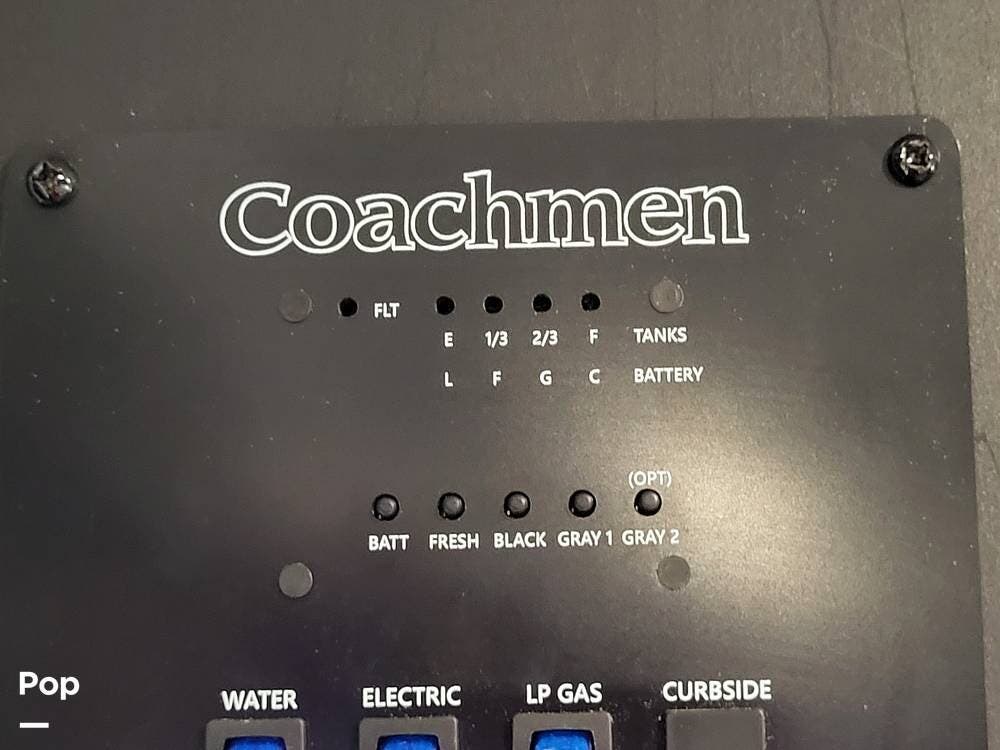 Coachmen
FLT
E 1/3 2/3 F TANKS
L F G C BATTERY
(OPT)
BATT FRESH BLACK GRAY 1 GRAY 2
WATER ELECTRIC LP GAS CURBSIDE
Pop